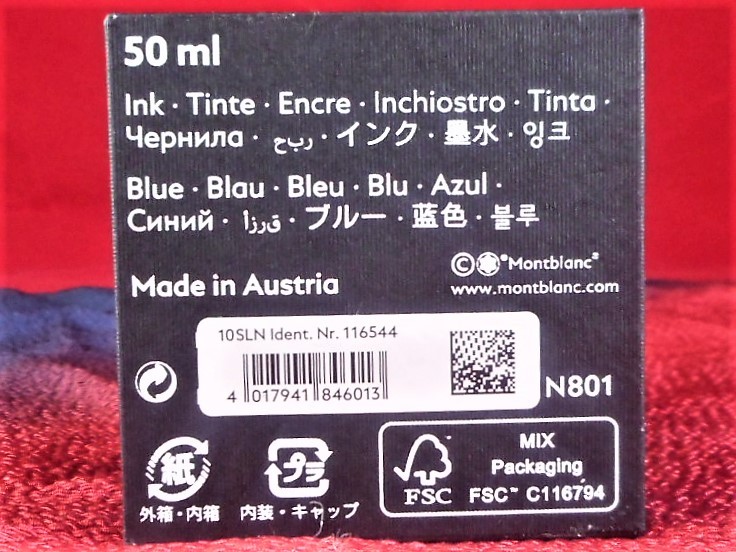 50 ml
Ink · Tinte · Encre · Inchiostro · Tinta ·
Чернила · حبر · インク · 墨水 · 잉크
Blue · Blau · Bleu · Blu · Azul ·
Синий · أزرق · ブルー · 蓝色 · 블루
©®Montblanc®
Made in Austria
www.montblanc.com
10SLN Ident. Nr. 116544
4 017941 846013
N801
紙
プラ
外箱・内箱
内装・キャップ
FSC™
MIX
Packaging
FSC™ C116794